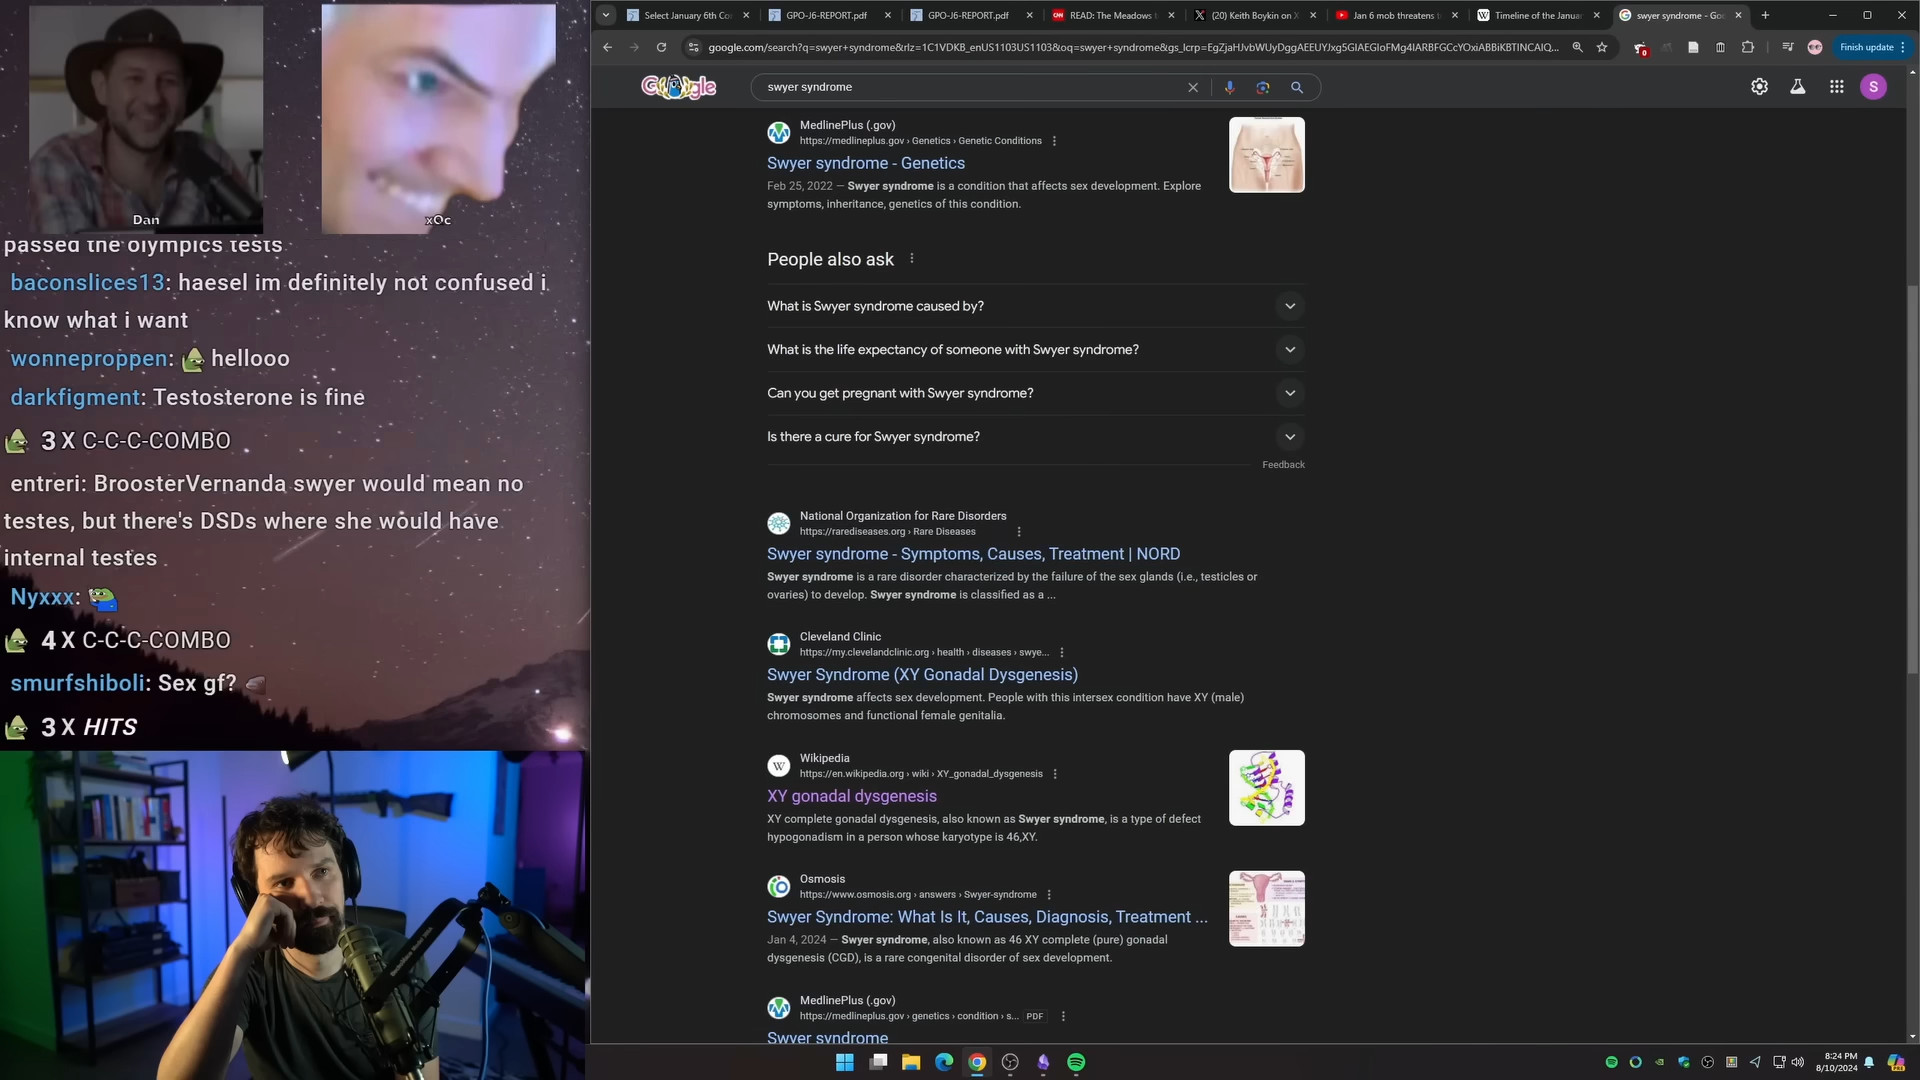 Dan
xOc
passed the olympics tests
baconslices13: haesel im definitely not confused i
know what i want
wonneproppen: hellooo
darkfigment: Testosterone is fine
3 X C-C-C-COMBO
entreri: BroosterVernanda swyer would mean no
testes, but there's DSDs where she would have
internal testes
Nyxxx:
4 X C-C-C-COMBO
smurfshiboli: Sex gf?
3 X HITS
Select January 6th Co
GPO-J6-REPORT.pdf
GPO-J6-REPORT.pdf
READ: The Meadows
(20) Keith Boykin on X
Jan 6 mob threatens t
Timeline of the Janua
swyer syndrome - Goo
google.com/search?q=swyer+syndrome&rlz=1C1VDKB_enUS1103US1103&oq=swyer+syndrome&gs_lcrp=
0
Finish update
Google
swyer syndrome
S
MedlinePlus (.gov)
https://medlineplus.gov › Genetics › Genetic Conditions
Swyer syndrome - Genetics
Feb 25, 2022 — Swyer syndrome is a condition that affects sex development. Explore
symptoms, inheritance, genetics of this condition.
People also ask
What is Swyer syndrome caused by?
What is the life expectancy of someone with Swyer syndrome?
Can you get pregnant with Swyer syndrome?
Is there a cure for Swyer syndrome?
Feedback
National Organization for Rare Disorders
https://rarediseases.org › Rare Diseases
Swyer syndrome - Symptoms, Causes, Treatment | NORD
Swyer syndrome is a rare disorder characterized by the failure of the sex glands (i.e., testicles or
ovaries) to develop. Swyer syndrome is classified as a ...
Cleveland Clinic
https://my.clevelandclinic.org › health › diseases › swye...
Swyer Syndrome (XY Gonadal Dysgenesis)
Swyer syndrome affects sex development. People with this intersex condition have XY (male)
chromosomes and functional female genitalia.
W
Wikipedia
https://en.wikipedia.org › wiki › XY_gonadal_dysgenesis
XY gonadal dysgenesis
XY complete gonadal dysgenesis, also known as Swyer syndrome, is a type of defect
hypogonadism in a person whose karyotype is 46,XY.
Osmosis
https://www.osmosis.org › answers › Swyer-syndrome
Swyer Syndrome: What Is It, Causes, Diagnosis, Treatment ...
Jan 4, 2024 — Swyer syndrome, also known as 46 XY complete (pure) gonadal
dysgenesis (CGD), is a rare congenital disorder of sex development.
MedlinePlus (.gov)
https://medlineplus.gov › genetics › condition › s... PDF
Swyer syndrome
8:24 PM
8/10/2024